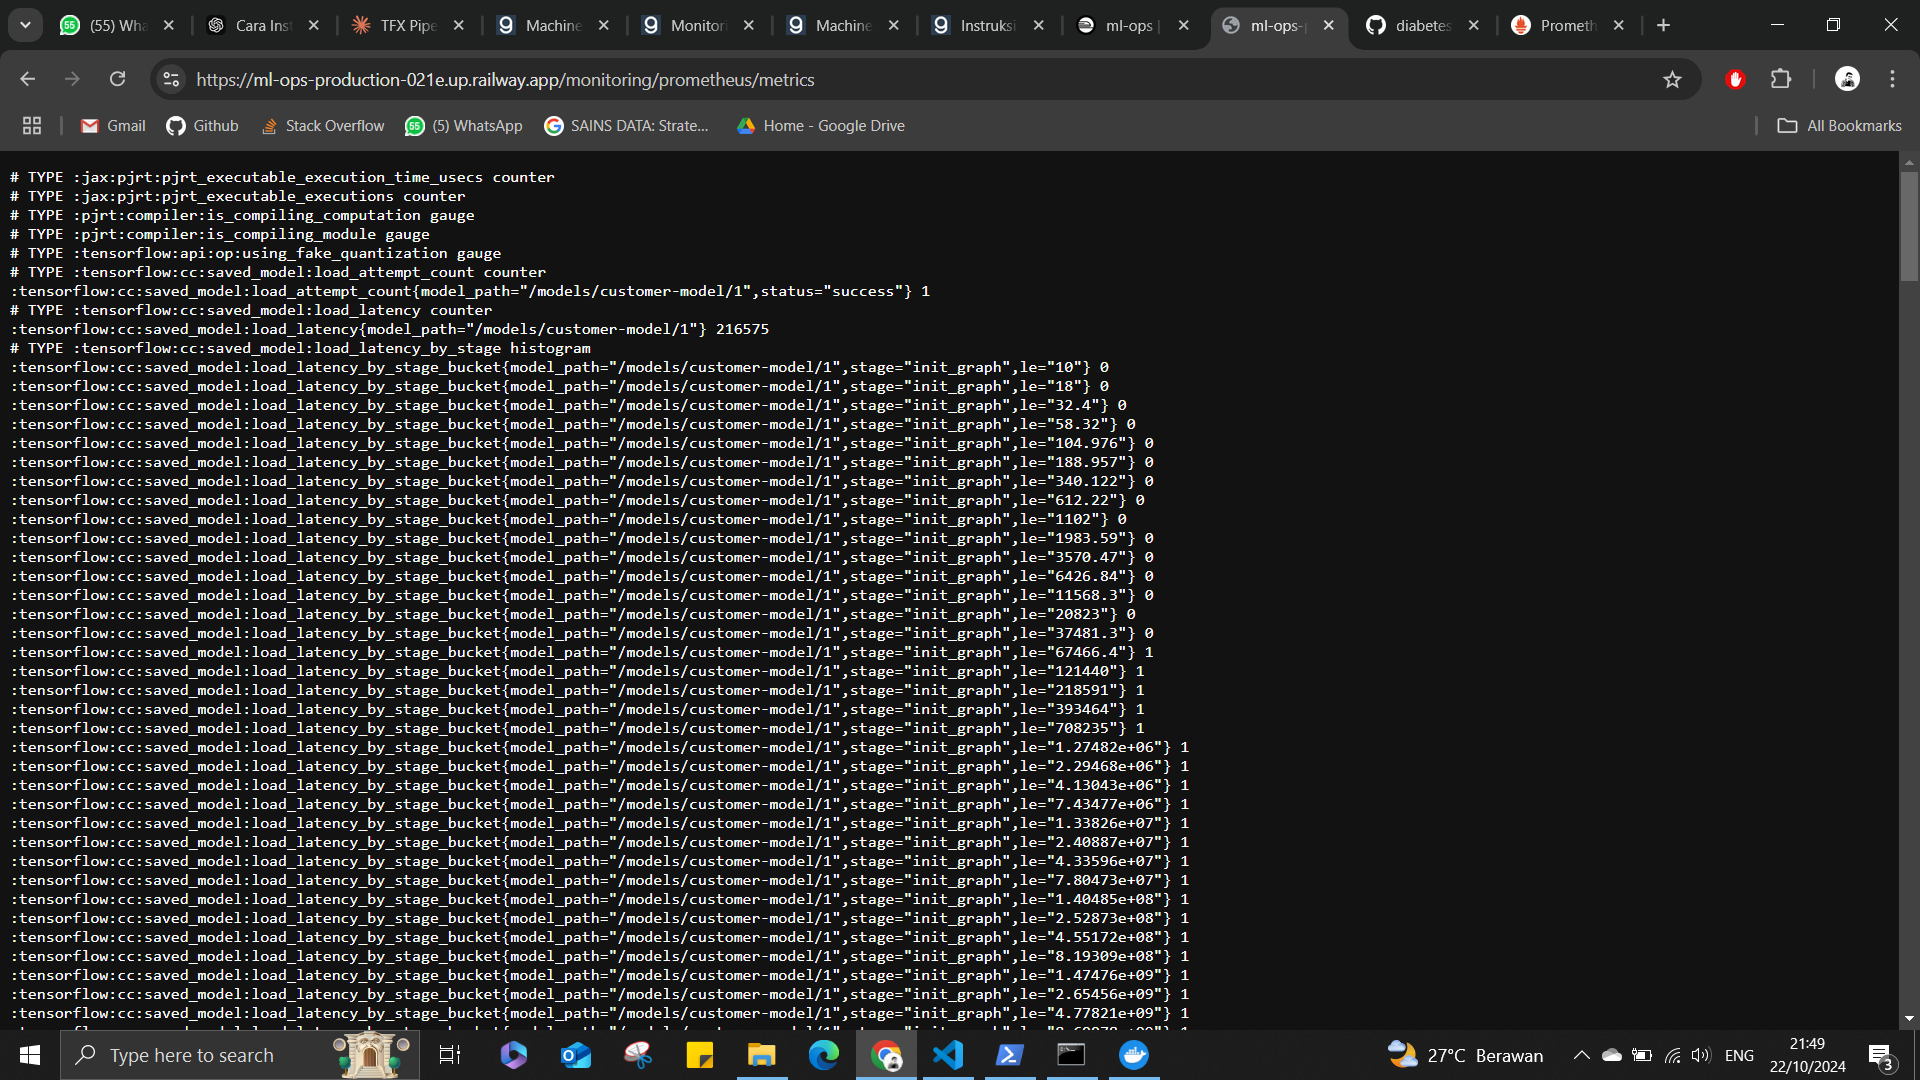 (55) Wha
Cara Inst
TFX Pipe
Machine
Monitori
Machine
Instruksi
ml-ops |
ml-ops-p
diabetes
Prometh
https://ml-ops-production-021e.up.railway.app/monitoring/prometheus/metrics
Gmail
Github
Stack Overflow
(5) WhatsApp
SAINS DATA: Strate...
Home - Google Drive
All Bookmarks
# TYPE :jax:pjrt:pjrt_executable_execution_time_usecs counter
# TYPE :jax:pjrt:pjrt_executable_executions counter
# TYPE :pjrt:compiler:is_compiling_computation gauge
# TYPE :pjrt:compiler:is_compiling_module gauge
# TYPE :tensorflow:api:op:using_fake_quantization gauge
# TYPE :tensorflow:cc:saved_model:load_attempt_count counter
:tensorflow:cc:saved_model:load_attempt_count{model_path="/models/customer-model/1",status="success"} 1
# TYPE :tensorflow:cc:saved_model:load_latency counter
:tensorflow:cc:saved_model:load_latency{model_path="/models/customer-model/1"} 216575
# TYPE :tensorflow:cc:saved_model:load_latency_by_stage histogram
:tensorflow:cc:saved_model:load_latency_by_stage_bucket{model_path="/models/customer-model/1",stage="init_graph",le="10"} 0
:tensorflow:cc:saved_model:load_latency_by_stage_bucket{model_path="/models/customer-model/1",stage="init_graph",le="18"} 0
:tensorflow:cc:saved_model:load_latency_by_stage_bucket{model_path="/models/customer-model/1",stage="init_graph",le="32.4"} 0
:tensorflow:cc:saved_model:load_latency_by_stage_bucket{model_path="/models/customer-model/1",stage="init_graph",le="58.32"} 0
:tensorflow:cc:saved_model:load_latency_by_stage_bucket{model_path="/models/customer-model/1",stage="init_graph",le="104.976"} 0
:tensorflow:cc:saved_model:load_latency_by_stage_bucket{model_path="/models/customer-model/1",stage="init_graph",le="188.957"} 0
:tensorflow:cc:saved_model:load_latency_by_stage_bucket{model_path="/models/customer-model/1",stage="init_graph",le="340.122"} 0
:tensorflow:cc:saved_model:load_latency_by_stage_bucket{model_path="/models/customer-model/1",stage="init_graph",le="612.22"} 0
:tensorflow:cc:saved_model:load_latency_by_stage_bucket{model_path="/models/customer-model/1",stage="init_graph",le="1102"} 0
:tensorflow:cc:saved_model:load_latency_by_stage_bucket{model_path="/models/customer-model/1",stage="init_graph",le="1983.59"} 0
:tensorflow:cc:saved_model:load_latency_by_stage_bucket{model_path="/models/customer-model/1",stage="init_graph",le="3570.47"} 0
:tensorflow:cc:saved_model:load_latency_by_stage_bucket{model_path="/models/customer-model/1",stage="init_graph",le="6426.84"} 0
:tensorflow:cc:saved_model:load_latency_by_stage_bucket{model_path="/models/customer-model/1",stage="init_graph",le="11568.3"} 0
:tensorflow:cc:saved_model:load_latency_by_stage_bucket{model_path="/models/customer-model/1",stage="init_graph",le="20823"} 0
:tensorflow:cc:saved_model:load_latency_by_stage_bucket{model_path="/models/customer-model/1",stage="init_graph",le="37481.3"} 0
:tensorflow:cc:saved_model:load_latency_by_stage_bucket{model_path="/models/customer-model/1",stage="init_graph",le="67466.4"} 1
:tensorflow:cc:saved_model:load_latency_by_stage_bucket{model_path="/models/customer-model/1",stage="init_graph",le="121440"} 1
:tensorflow:cc:saved_model:load_latency_by_stage_bucket{model_path="/models/customer-model/1",stage="init_graph",le="218591"} 1
:tensorflow:cc:saved_model:load_latency_by_stage_bucket{model_path="/models/customer-model/1",stage="init_graph",le="393464"} 1
:tensorflow:cc:saved_model:load_latency_by_stage_bucket{model_path="/models/customer-model/1",stage="init_graph",le="708235"} 1
:tensorflow:cc:saved_model:load_latency_by_stage_bucket{model_path="/models/customer-model/1",stage="init_graph",le="1.27482e+06"} 1
:tensorflow:cc:saved_model:load_latency_by_stage_bucket{model_path="/models/customer-model/1",stage="init_graph",le="2.29468e+06"} 1
:tensorflow:cc:saved_model:load_latency_by_stage_bucket{model_path="/models/customer-model/1",stage="init_graph",le="4.13043e+06"} 1
:tensorflow:cc:saved_model:load_latency_by_stage_bucket{model_path="/models/customer-model/1",stage="init_graph",le="7.43477e+06"} 1
:tensorflow:cc:saved_model:load_latency_by_stage_bucket{model_path="/models/customer-model/1",stage="init_graph",le="1.33826e+07"} 1
:tensorflow:cc:saved_model:load_latency_by_stage_bucket{model_path="/models/customer-model/1",stage="init_graph",le="2.40887e+07"} 1
:tensorflow:cc:saved_model:load_latency_by_stage_bucket{model_path="/models/customer-model/1",stage="init_graph",le="4.33596e+07"} 1
:tensorflow:cc:saved_model:load_latency_by_stage_bucket{model_path="/models/customer-model/1",stage="init_graph",le="7.80473e+07"} 1
:tensorflow:cc:saved_model:load_latency_by_stage_bucket{model_path="/models/customer-model/1",stage="init_graph",le="1.40485e+08"} 1
:tensorflow:cc:saved_model:load_latency_by_stage_bucket{model_path="/models/customer-model/1",stage="init_graph",le="2.52873e+08"} 1
:tensorflow:cc:saved_model:load_latency_by_stage_bucket{model_path="/models/customer-model/1",stage="init_graph",le="4.55172e+08"} 1
:tensorflow:cc:saved_model:load_latency_by_stage_bucket{model_path="/models/customer-model/1",stage="init_graph",le="8.19309e+08"} 1
:tensorflow:cc:saved_model:load_latency_by_stage_bucket{model_path="/models/customer-model/1",stage="init_graph",le="1.47476e+09"} 1
:tensorflow:cc:saved_model:load_latency_by_stage_bucket{model_path="/models/customer-model/1",stage="init_graph",le="2.65456e+09"} 1
:tensorflow:cc:saved_model:load_latency_by_stage_bucket{model_path="/models/customer-model/1",stage="init_graph",le="4.77821e+09"} 1
Type here to search
27°C Berawan
ENG
21:49
22/10/2024
3